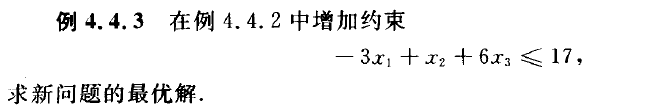 例 4.4.3 在例 4.4.2 中增加约束
−3x₁ + x₂ + 6x₃ ⩽ 17,
求新问题的最优解.